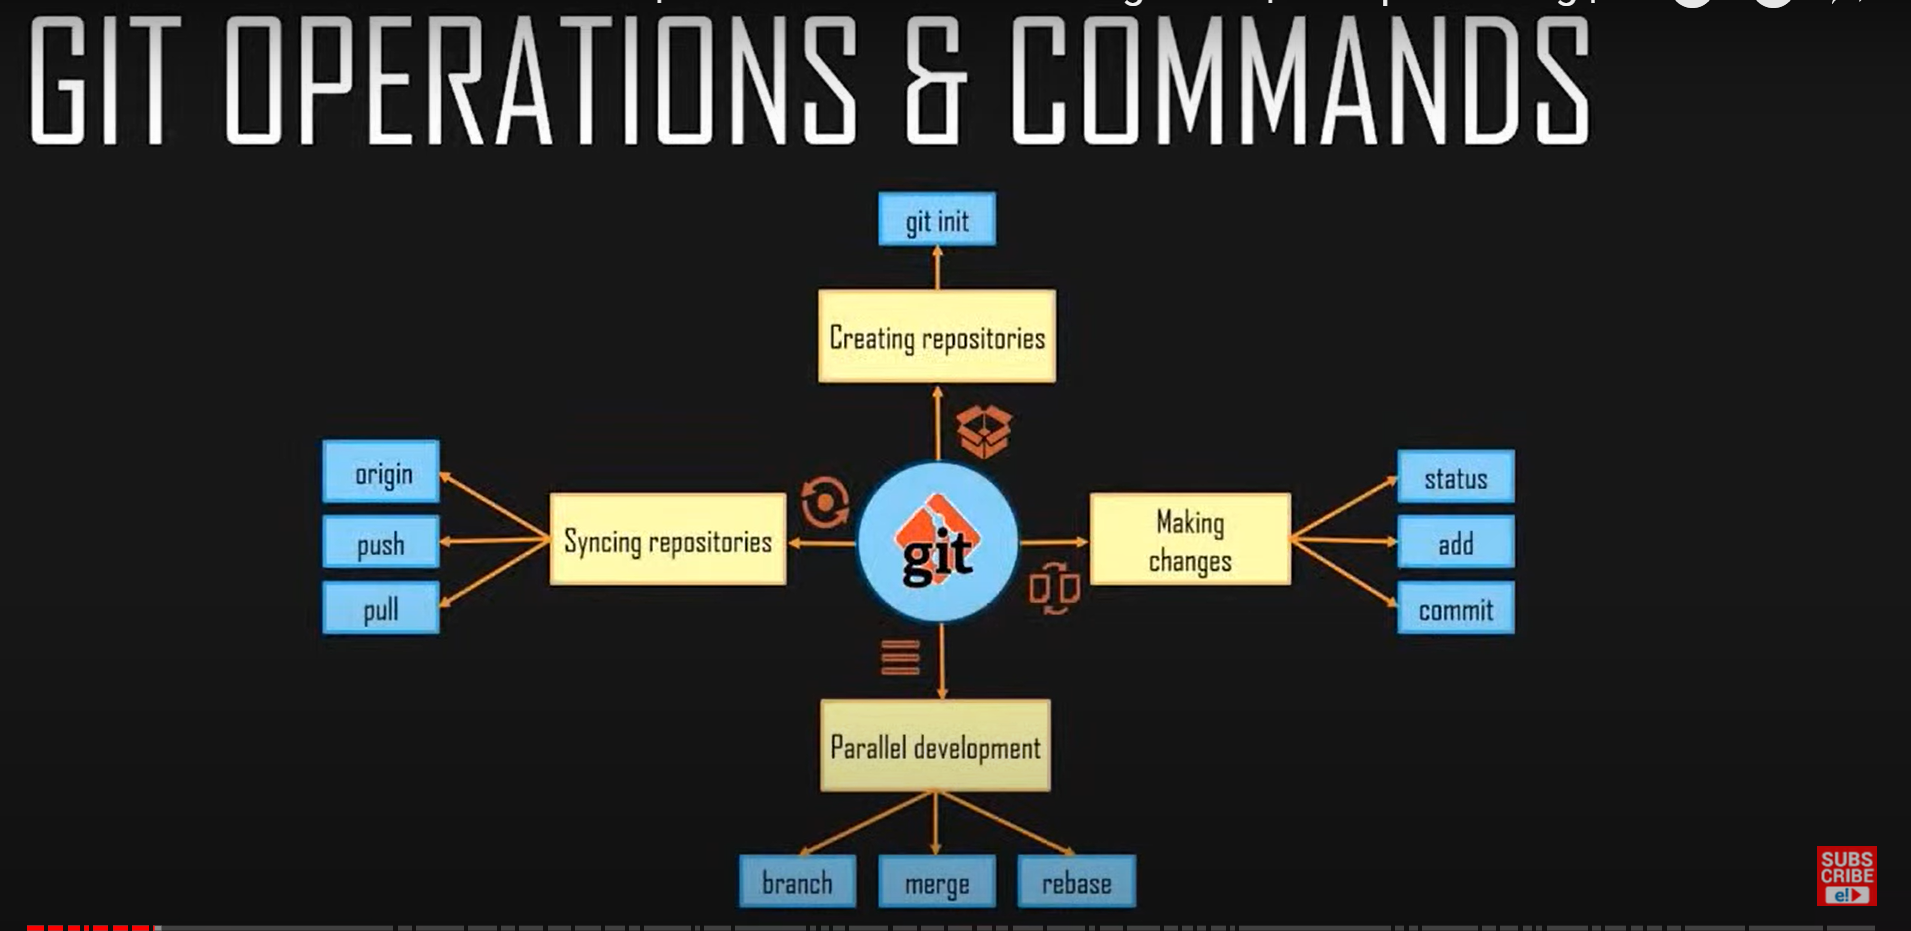 GIT OPERATIONS & COMMANDS
git init
Creating repositories
origin
push
pull
Syncing repositories
git
Making
changes
status
add
commit
Parallel development
branch
merge
rebase
SUBS
CRIBE
e!